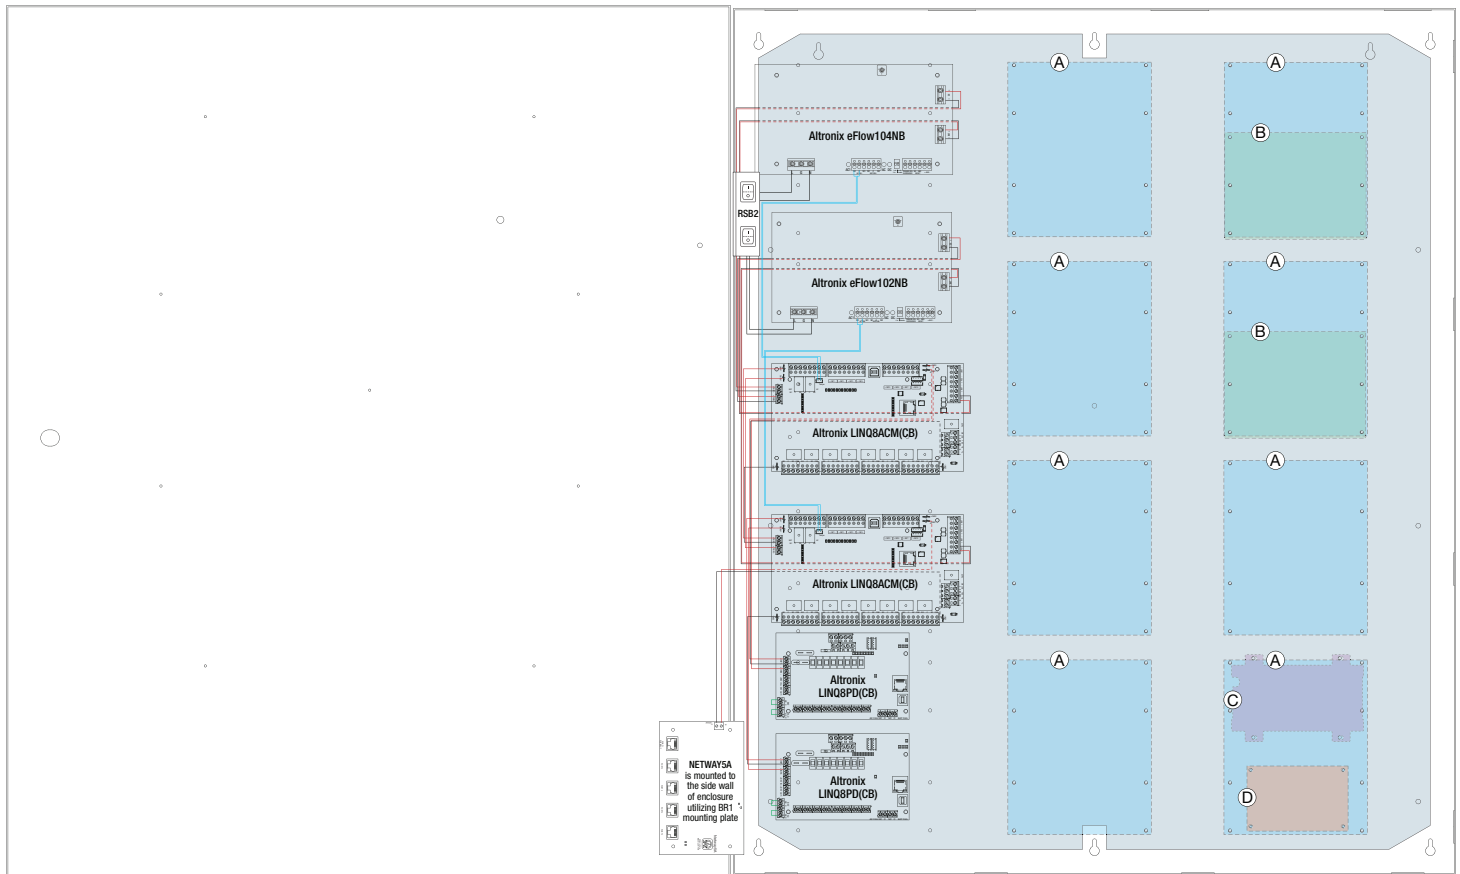 A
A
Altronix eFlow104NB
B
RSB2
A
A
Altronix eFlow102NB
B
Altronix LINQ8ACM(CB)
A
A
Altronix LINQ8ACM(CB)
A
A
Altronix
LINQ8PD(CB)
C
NETWAY5A
is mounted to
the side wall
of enclosure
utilizing BR1
mounting plate
Altronix
LINQ8PD(CB)
D